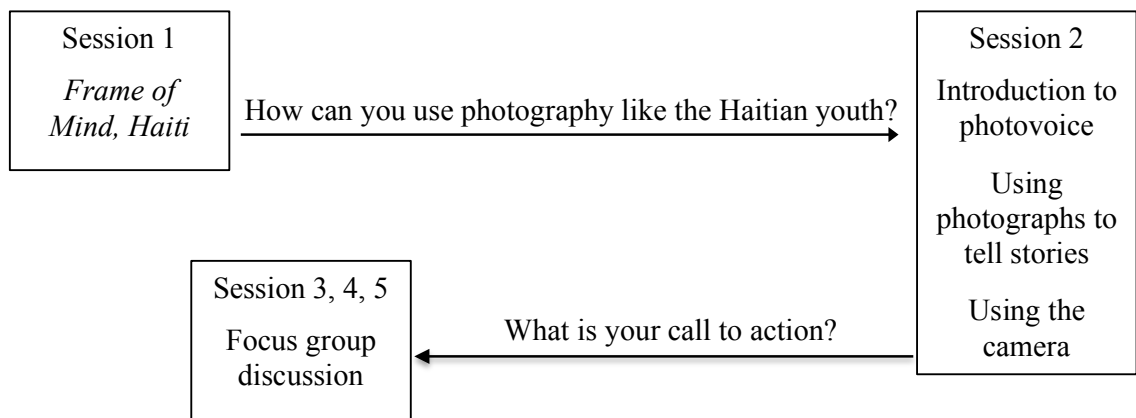 Session 1
Frame of
Mind, Haiti
How can you use photography like the Haitian youth?
Session 2
Introduction to
photovoice
Using
photographs to
tell stories
Using the
camera
What is your call to action?
Session 3, 4, 5
Focus group
discussion